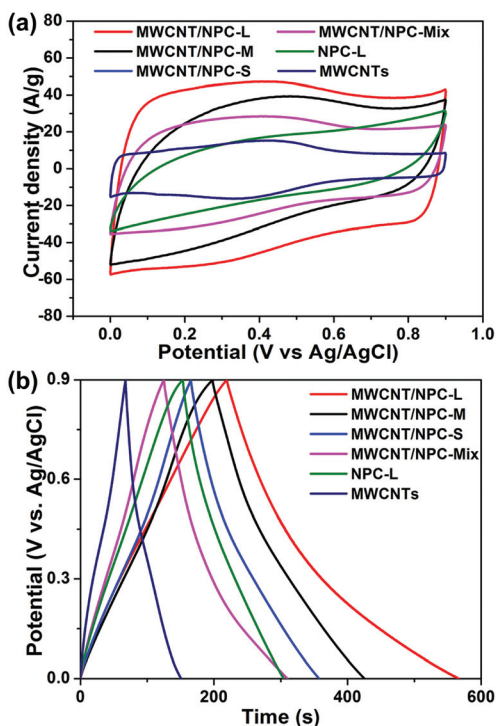 (a)
MWCNT/NPC-L MWCNT/NPC-Mix
MWCNT/NPC-M NPC-L
MWCNT/NPC-S MWCNTs
Current density (A/g)
80
60
40
20
0
-20
-40
-60
-80
0.0 0.2 0.4 0.6 0.8 1.0
Potential (V vs Ag/AgCl)
(b)
MWCNT/NPC-L
MWCNT/NPC-M
MWCNT/NPC-S
MWCNT/NPC-Mix
NPC-L
MWCNTs
Potential (V vs. Ag/AgCl)
0.9
0.6
0.3
0.0
0 200 400 600
Time (s)